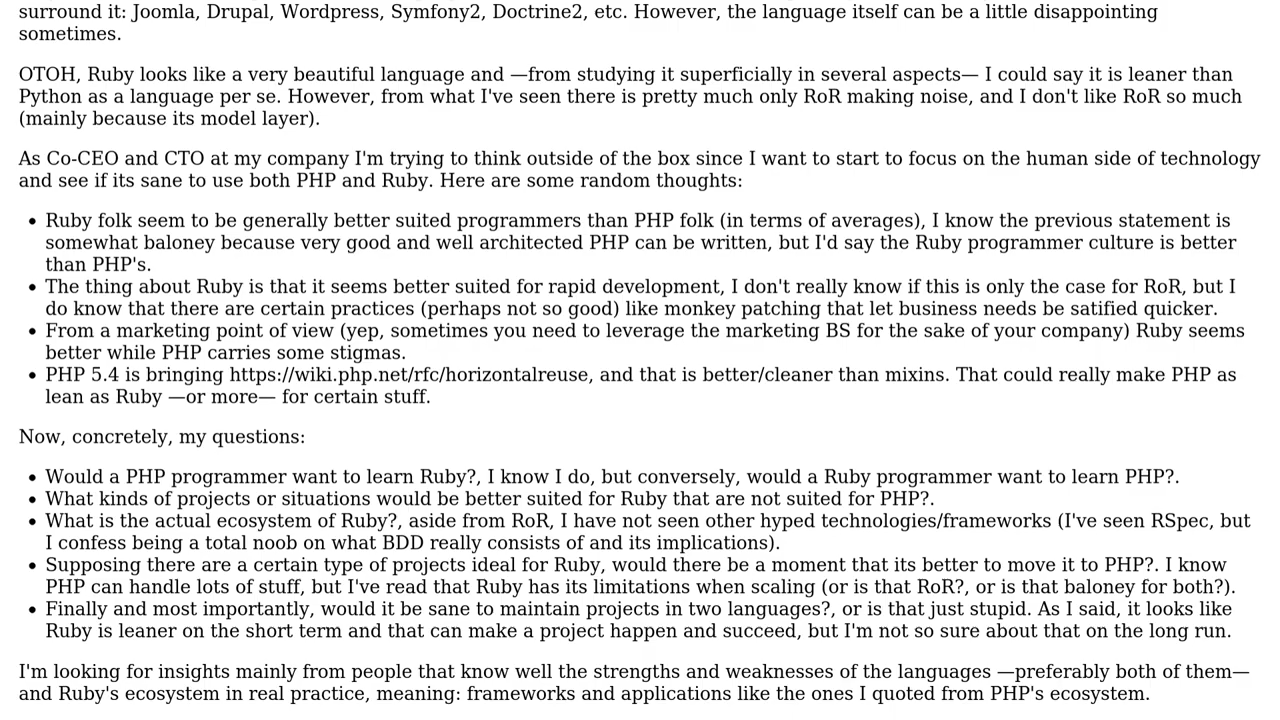 surround it: Joomla, Drupal, Wordpress, Symfony2, Doctrine2, etc. However, the language itself can be a little disappointing
sometimes.
OTOH, Ruby looks like a very beautiful language and —from studying it superficially in several aspects— I could say it is leaner than
Python as a language per se. However, from what I've seen there is pretty much only RoR making noise, and I don't like RoR so much
(mainly because its model layer).
As Co-CEO and CTO at my company I'm trying to think outside of the box since I want to start to focus on the human side of technology
and see if its sane to use both PHP and Ruby. Here are some random thoughts:
• Ruby folk seem to be generally better suited programmers than PHP folk (in terms of averages), I know the previous statement is
somewhat baloney because very good and well architected PHP can be written, but I'd say the Ruby programmer culture is better
than PHP's.
• The thing about Ruby is that it seems better suited for rapid development, I don't really know if this is only the case for RoR, but I
do know that there are certain practices (perhaps not so good) like monkey patching that let business needs be satified quicker.
• From a marketing point of view (yep, sometimes you need to leverage the marketing BS for the sake of your company) Ruby seems
better while PHP carries some stigmas.
• PHP 5.4 is bringing https://wiki.php.net/rfc/horizontalreuse, and that is better/cleaner than mixins. That could really make PHP as
lean as Ruby —or more— for certain stuff.
Now, concretely, my questions:
• Would a PHP programmer want to learn Ruby?, I know I do, but conversely, would a Ruby programmer want to learn PHP?.
• What kinds of projects or situations would be better suited for Ruby that are not suited for PHP?.
• What is the actual ecosystem of Ruby?, aside from RoR, I have not seen other hyped technologies/frameworks (I've seen RSpec, but
I confess being a total noob on what BDD really consists of and its implications).
• Supposing there are a certain type of projects ideal for Ruby, would there be a moment that its better to move it to PHP?. I know
PHP can handle lots of stuff, but I've read that Ruby has its limitations when scaling (or is that RoR?, or is that baloney for both?).
• Finally and most importantly, would it be sane to maintain projects in two languages?, or is that just stupid. As I said, it looks like
Ruby is leaner on the short term and that can make a project happen and succeed, but I'm not so sure about that on the long run.
I'm looking for insights mainly from people that know well the strengths and weaknesses of the languages —preferably both of them—
and Ruby's ecosystem in real practice, meaning: frameworks and applications like the ones I quoted from PHP's ecosystem.